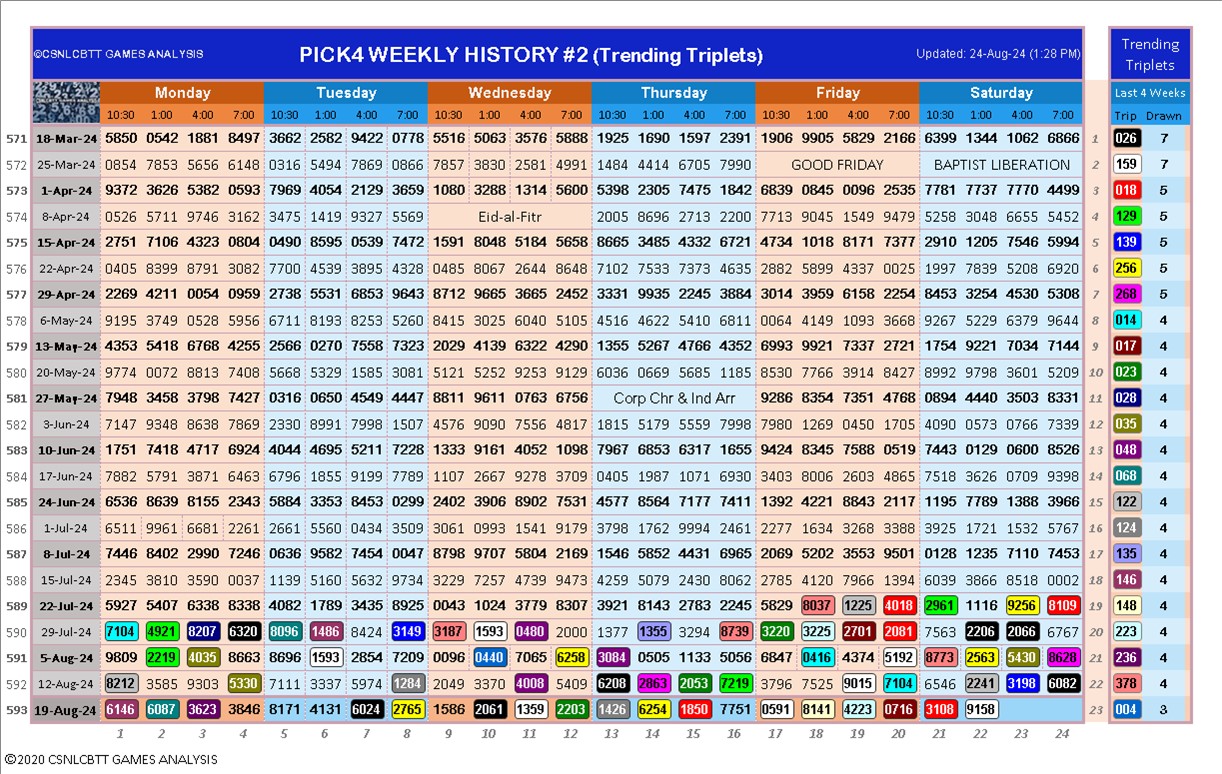 ©CSNLCBTT GAMES ANALYSIS PICK4 WEEKLY HISTORY #2 (Trending Triplets) Updated: 24-Aug-24 (1:28 PM) Trending Triplets
Monday Tuesday Wednesday Thursday Friday Saturday Last 4 Weeks
10:30 1:00 4:00 7:00 10:30 1:00 4:00 7:00 10:30 1:00 4:00 7:00 10:30 1:00 4:00 7:00 10:30 1:00 4:00 7:00 10:30 1:00 4:00 7:00 Trip Drawn
571 18-Mar-24 5850 0542 1881 8497 3662 2582 9422 0778 5516 5063 3576 5888 1925 1690 1597 2391 1906 9905 5829 2166 6399 1344 1062 6866 1 026 7
572 25-Mar-24 0854 7853 5656 6148 0316 5494 7869 0866 7857 3830 2581 4991 1484 4414 6705 7990 GOOD FRIDAY BAPTIST LIBERATION 2 159 7
573 1-Apr-24 9372 3626 5382 0593 7969 4054 2129 3659 1080 3288 1314 5600 5398 2305 7475 1842 6839 0845 0096 2535 7781 7737 7770 4499 3 018 5
574 8-Apr-24 0526 5711 9746 3162 3475 1419 9327 5569 Eid-al-Fitr 2005 8696 2713 2200 7713 9045 1549 9479 5258 3048 6655 5452 4 129 5
575 15-Apr-24 2751 7106 4323 0804 0490 8595 0539 7472 1591 8048 5184 5658 8665 3485 4332 6721 4734 1018 8171 7377 2910 1205 7546 5994 5 139 5
576 22-Apr-24 0405 8399 8791 3082 7700 4539 3895 4328 0485 8067 2644 8648 7102 7533 7373 4635 2882 5899 4337 0025 1997 7839 5208 6920 6 256 5
577 29-Apr-24 2269 4211 0054 0959 2738 5531 6853 9643 8712 9665 3665 2452 3331 9935 2245 3884 3014 3959 6158 2254 8453 3254 4530 5308 7 268 5
578 6-May-24 9195 3749 0528 5956 6711 8193 8253 5260 8415 3025 6040 5105 4516 4622 5410 6811 0064 4149 1093 3668 9267 5229 6379 9644 8 014 4
579 13-May-24 4353 5418 6768 4255 2566 0270 7558 7323 2029 4139 6322 4290 1355 5267 4766 4352 6993 9921 7337 2721 1754 9221 7034 7144 9 017 4
580 20-May-24 9774 0072 8813 7408 5668 5329 1585 3081 5121 5252 9253 9129 6036 0669 5685 1185 8530 7766 3914 8427 8992 9798 3601 5209 10 023 4
581 27-May-24 7948 3458 3798 7427 0316 0650 4549 4447 8811 9611 0763 6756 Corp Chr & Ind Arr 9286 8354 7351 4768 0894 4440 3503 8331 11 028 4
582 3-Jun-24 7147 9348 8638 7869 2330 8991 7998 1507 4576 9090 7556 4817 1815 5179 5559 7998 7980 1269 0450 1705 4090 0573 0766 7339 12 035 4
583 10-Jun-24 1751 7418 4717 6924 4044 4695 5211 7228 1333 9161 4052 1098 7967 6853 6317 1655 9424 8345 7588 0519 7443 0129 0600 8526 13 048 4
584 17-Jun-24 7882 5791 3871 6463 6796 1855 9199 7789 1107 2667 9278 3709 0405 1987 1071 6930 3403 8006 2603 4865 7518 3626 0709 9398 14 068 4
585 24-Jun-24 6536 8639 8155 2343 5884 3353 8453 0299 2402 3906 8902 7531 4577 8564 7177 7411 1392 4221 8843 2117 1195 7789 1388 3966 15 122 4
586 1-Jul-24 6511 9961 6681 2261 2661 5560 0434 3509 3061 0993 1541 9179 3798 1762 9994 2461 2277 1634 3268 3388 3925 1721 1532 5767 16 124 4
587 8-Jul-24 7446 8402 2990 7246 0636 9582 7454 0047 8798 9707 5804 2169 1546 5852 4431 6965 2069 5202 3553 9501 0128 1235 7110 7453 17 135 4
588 15-Jul-24 2345 3810 3590 0037 1139 5160 5632 9734 3229 7257 4739 9473 4259 5079 2430 8062 2785 4120 7966 1394 6039 3866 8518 0002 18 146 4
589 22-Jul-24 5927 5407 6338 8338 4082 1789 3435 8925 0043 1024 3779 8307 3921 8143 2783 2245 5829 8037 1225 4018 2961 1116 9256 8109 19 148 4
590 29-Jul-24 7104 4921 8207 6320 8096 1486 8424 3149 3187 1593 0480 2000 1377 1355 3294 8739 3220 3225 2701 2081 7563 2206 2066 6767 20 223 4
591 5-Aug-24 9809 2219 4035 8663 8696 1593 2854 7209 0096 0440 7065 6258 3084 0505 1133 5056 6847 0416 4374 5192 8773 2563 5430 8628 21 236 4
592 12-Aug-24 8212 3585 9303 5330 7111 3337 5974 1284 2049 3370 4008 5409 6208 2863 2053 7219 3796 7525 9015 7104 6546 2241 3198 6082 22 378 4
593 19-Aug-24 6146 6087 3623 3846 8171 4131 6024 2765 1586 2061 1359 2203 1426 6254 1850 7751 0591 8141 4223 0716 3108 9158 23 004 3
1 2 3 4 5 6 7 8 9 10 11 12 13 14 15 16 17 18 19 20 21 22 23 24
©2020 CSNLCBTT GAMES ANALYSIS